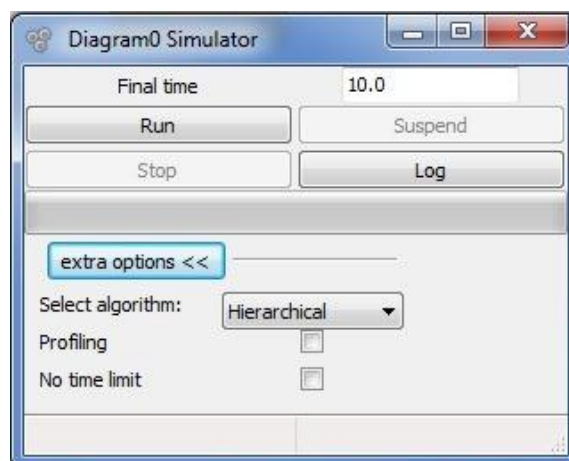 Diagram0 Simulator
Final time 10.0
Run Suspend
Stop Log
extra options <<
Select algorithm: Hierarchical
Profiling
No time limit